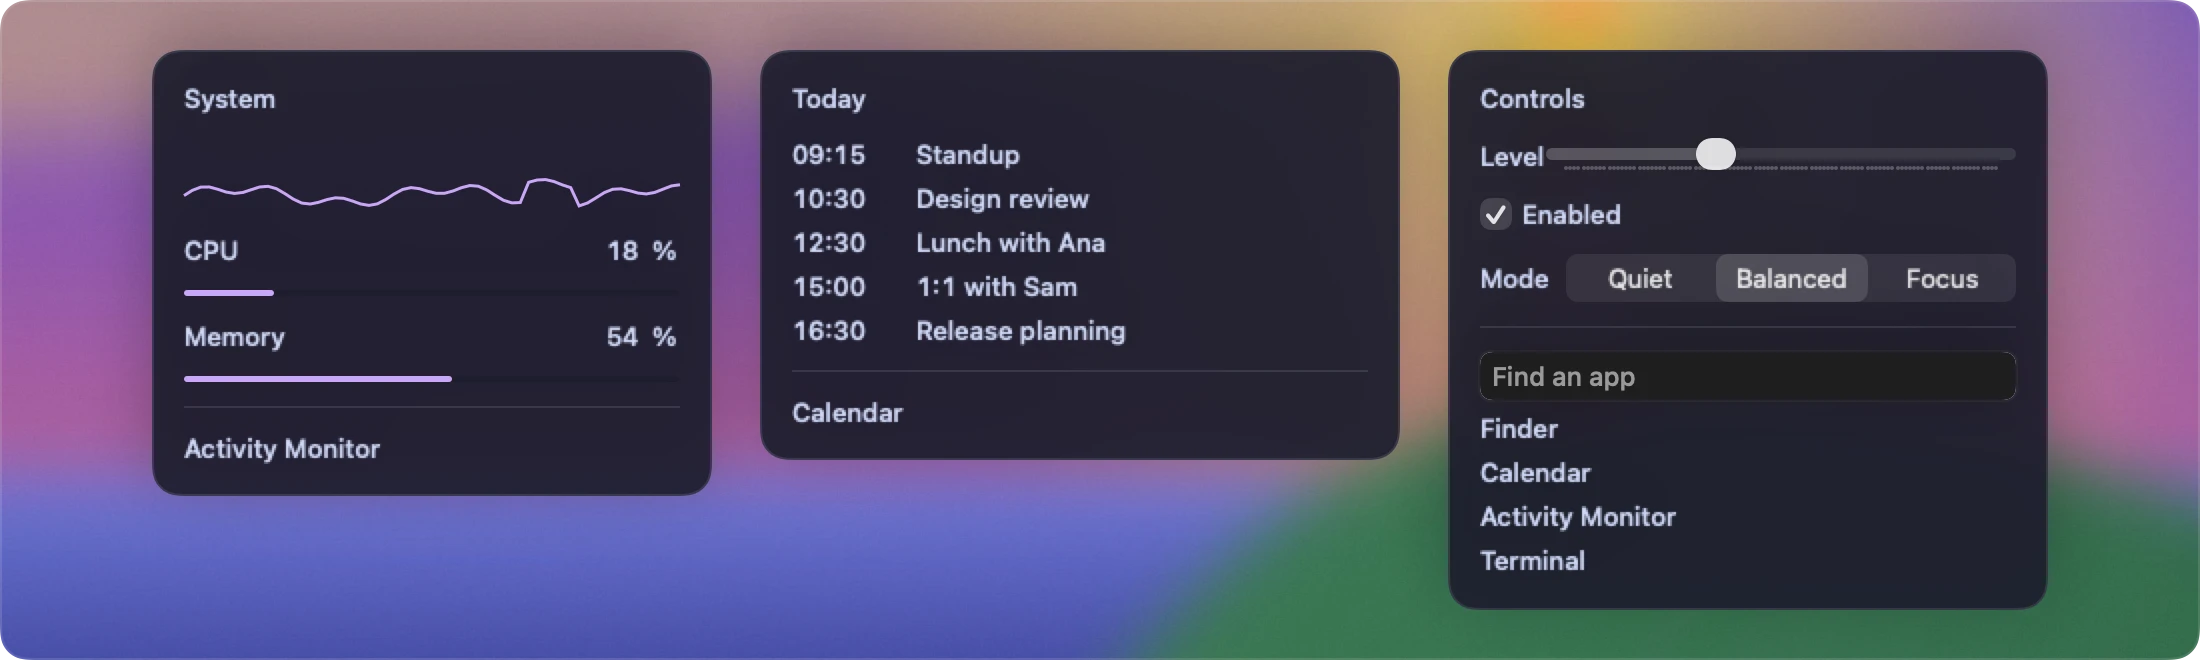 System
CPU 18 %
Memory 54 %
Activity Monitor
Today
09:15 Standup
10:30 Design review
12:30 Lunch with Ana
15:00 1:1 with Sam
16:30 Release planning
Calendar
Controls
Level
Enabled
Mode Quiet Balanced Focus
Find an app
Finder
Calendar
Activity Monitor
Terminal